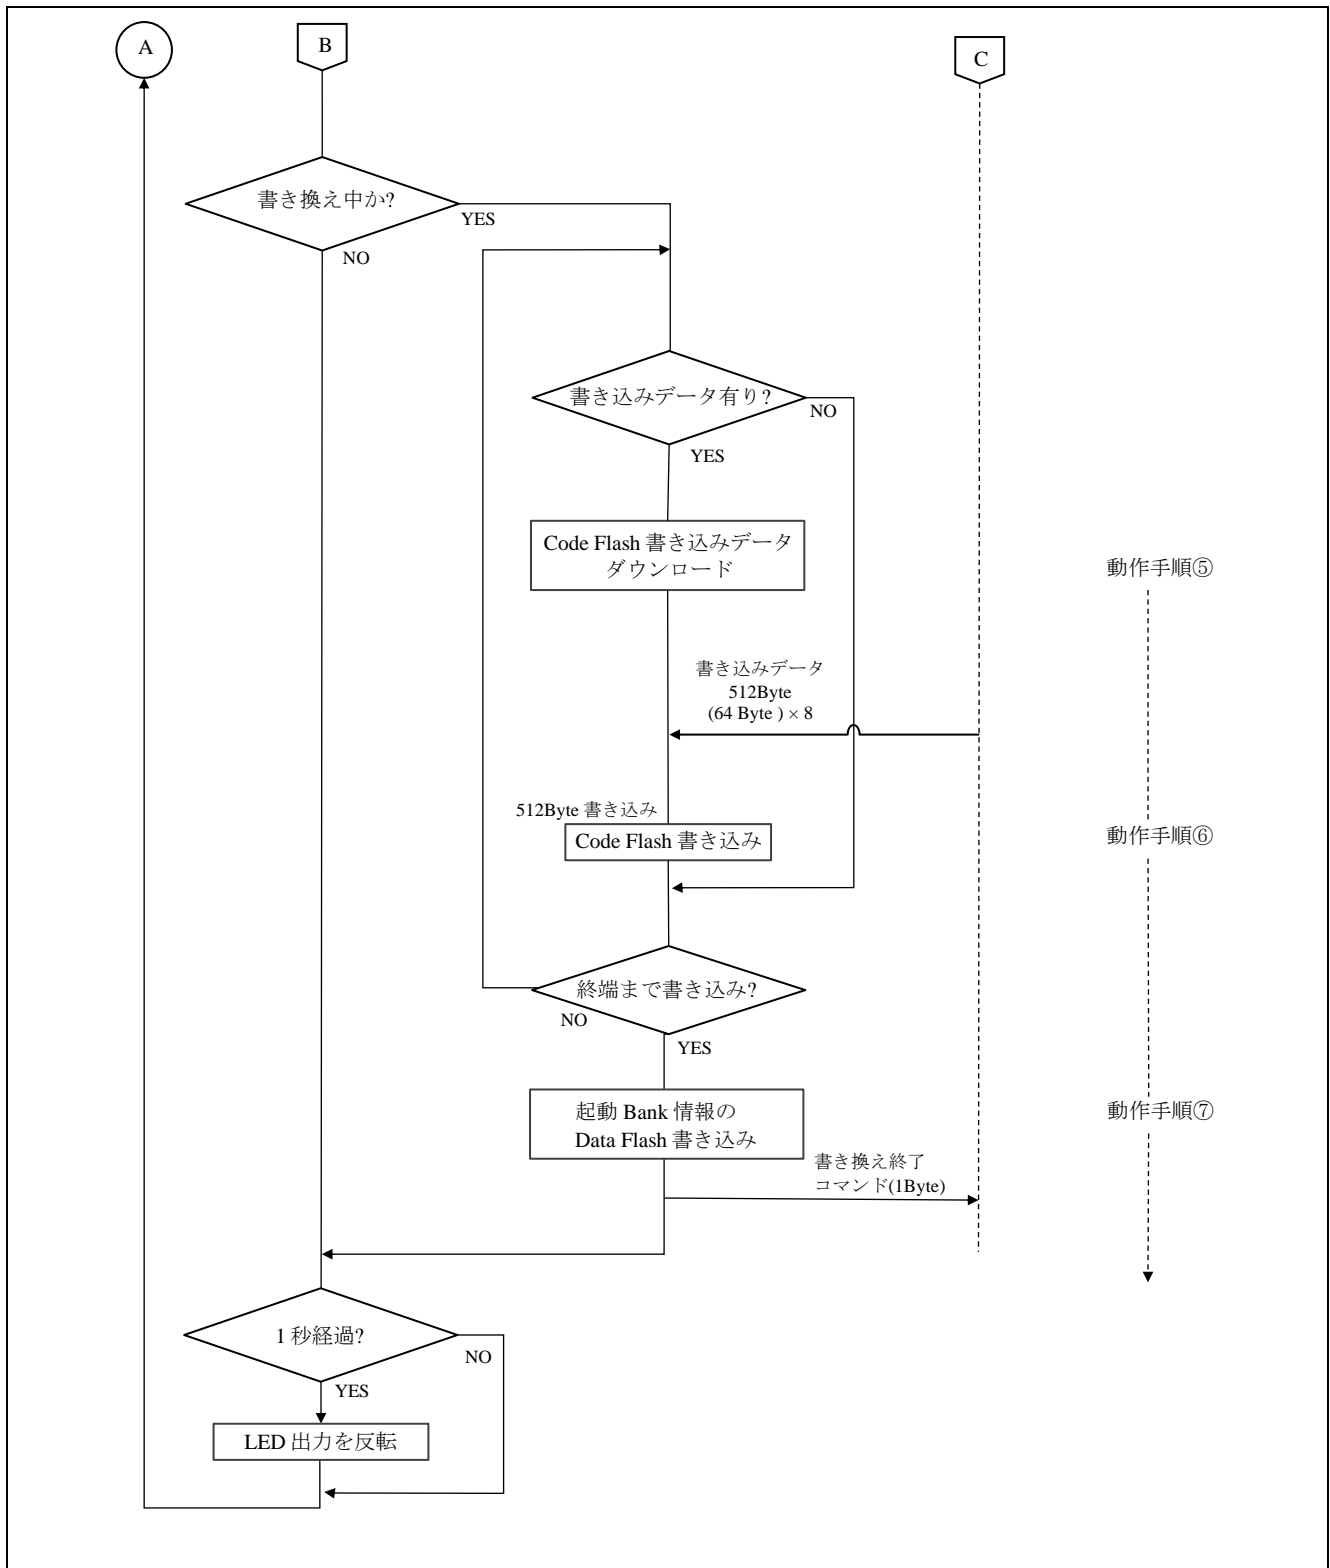 A
B
C
書き換え中か?
YES
NO
書き込みデータ有り?
NO
YES
Code Flash 書き込みデータ
ダウンロード
動作手順⑤
書き込みデータ
512Byte
(64 Byte ) × 8
512Byte 書き込み
Code Flash 書き込み
動作手順⑥
終端まで書き込み?
NO
YES
起動 Bank 情報の
Data Flash 書き込み
動作手順⑦
書き換え終了
コマンド(1Byte)
1 秒経過?
NO
YES
LED 出力を反転